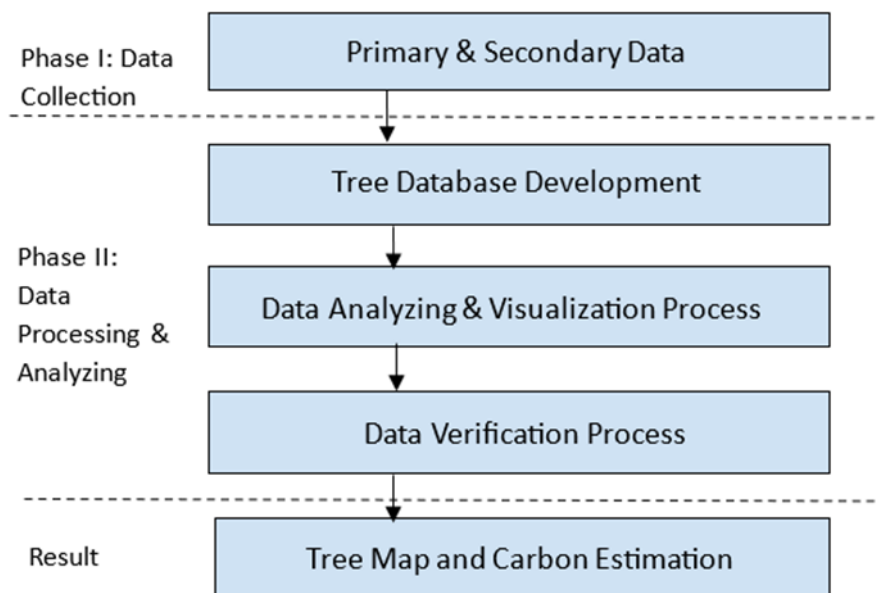 Phase I: Data
Collection
Primary & Secondary Data
Phase II:
Data
Processing &
Analyzing
Tree Database Development
Data Analyzing & Visualization Process
Data Verification Process
Result
Tree Map and Carbon Estimation